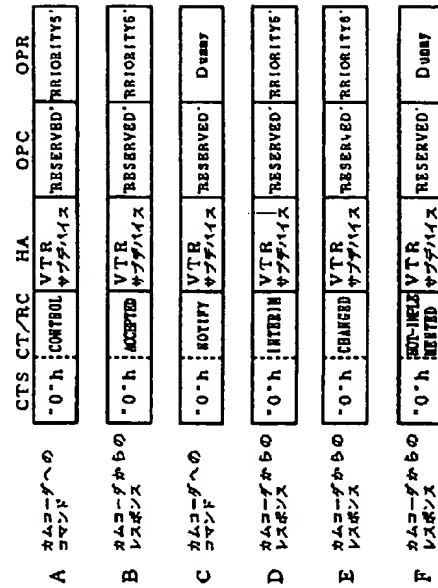 CTS CT/RC HA OPC OPR
A カムコーダへの コマンド "0"h CONTROL VTR サブデバイス 'RESERVED' 'PRIORITY5'
B カムコーダからの レスポンス "0"h ACCEPTED VTR サブデバイス 'RESERVED' 'PRIORITY6'
C カムコーダへの コマンド "0"h NOTIFY VTR サブデバイス 'RESERVED' Dummy
D カムコーダからの レスポンス "0"h INTERIM VTR サブデバイス 'RESERVED' 'PRIORITY6'
E カムコーダからの レスポンス "0"h CHANGED VTR サブデバイス 'RESERVED' 'PRIORITY6'
F カムコーダからの レスポンス "0"h NOT-IMPLE MENTED VTR サブデバイス 'RESERVED' Dummy